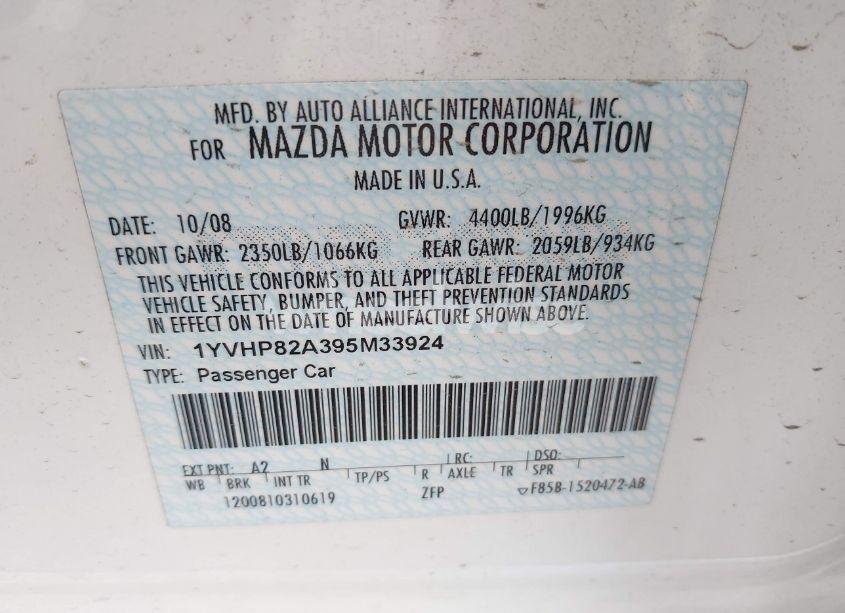 MFD. BY AUTO ALLIANCE INTERNATIONAL, INC.
FOR MAZDA MOTOR CORPORATION
MADE IN U.S.A.
DATE: 10/08 GVWR: 4400LB/1996KG
FRONT GAWR: 2350LB/1066KG REAR GAWR: 2059LB/934KG
THIS VEHICLE CONFORMS TO ALL APPLICABLE FEDERAL MOTOR
VEHICLE SAFETY, BUMPER, AND THEFT PREVENTION STANDARDS
IN EFFECT ON THE DATE OF MANUFACTURE SHOWN ABOVE.
VIN: 1YVHP82A395M33924
TYPE: Passenger Car
EXT PNT: A2 N RC: DSO:
WB BRK INT TR TP/PS R AXLE TR SPR
1200810310619 ZFP F85B-1520472-AB